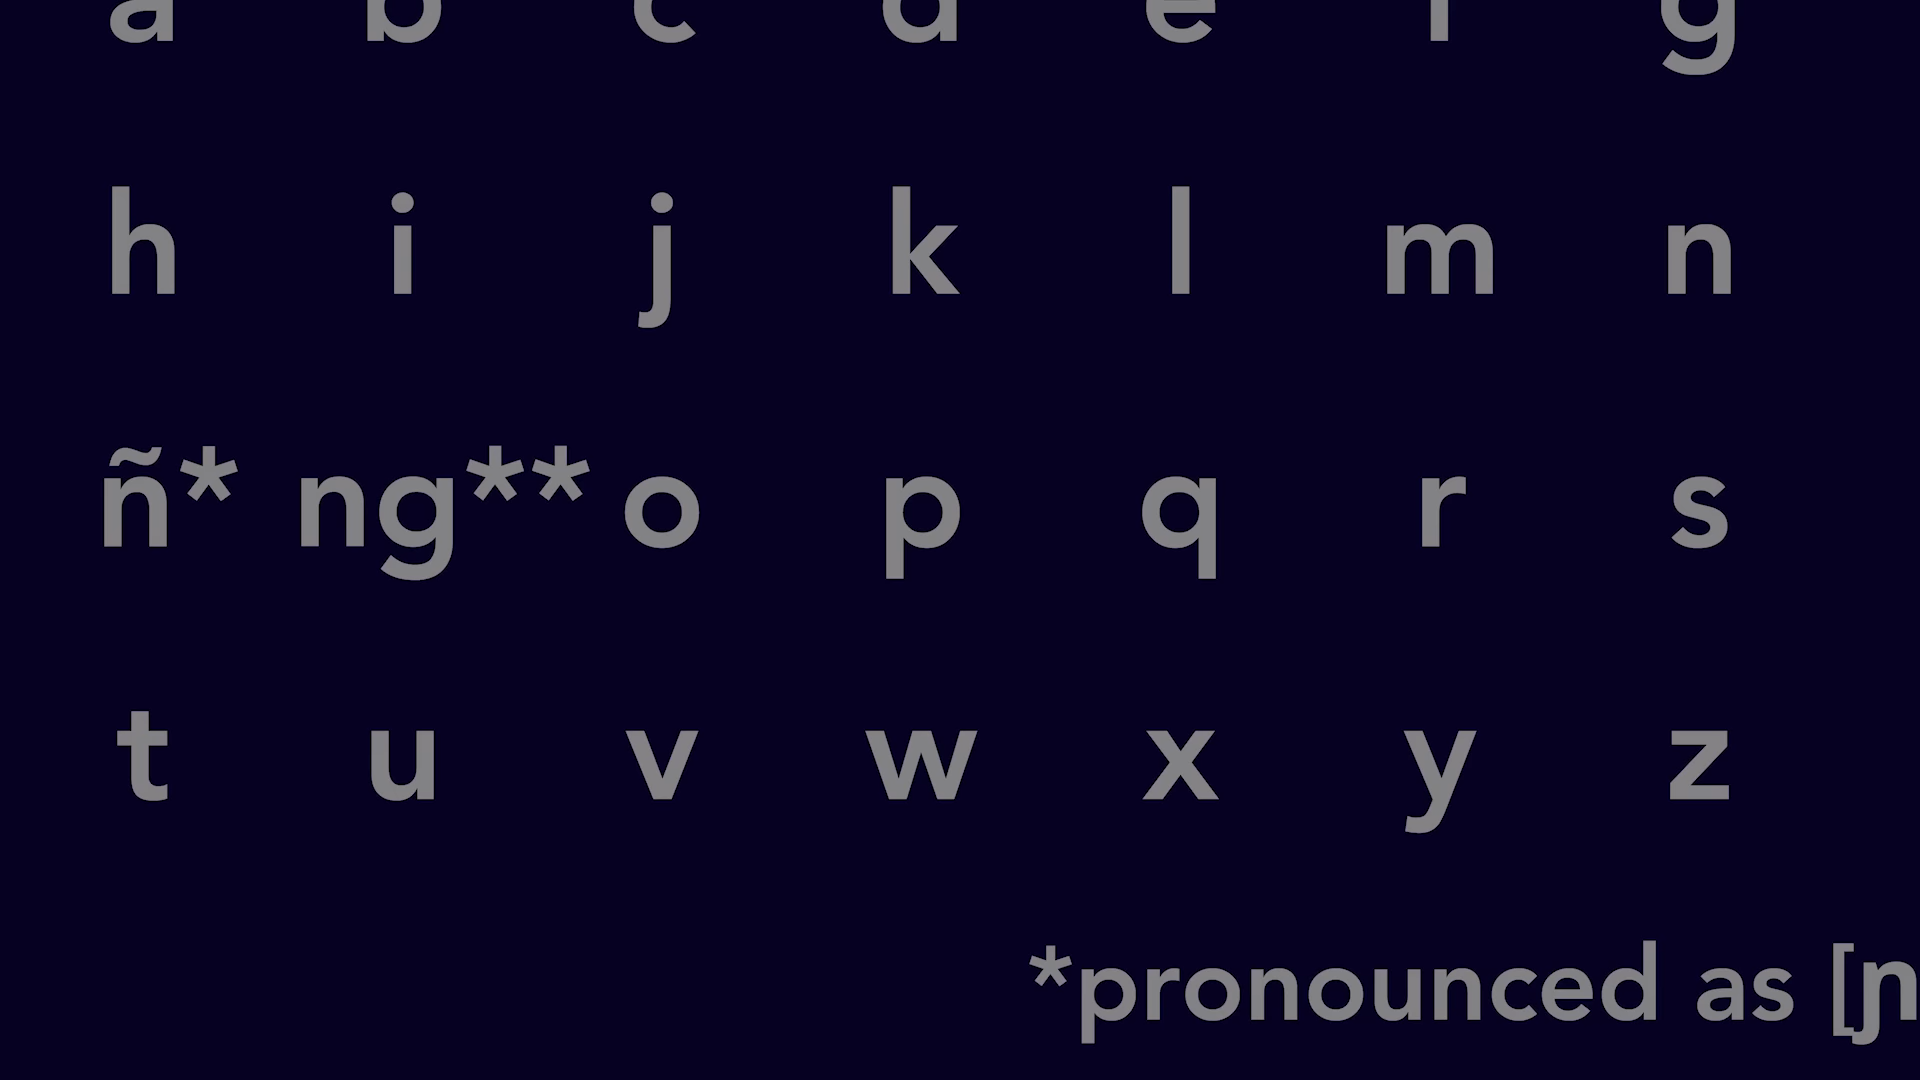 a b c d e f g
h i j k l m n
ñ* ng** o p q r s
t u v w x y z
*pronounced as [ɲ